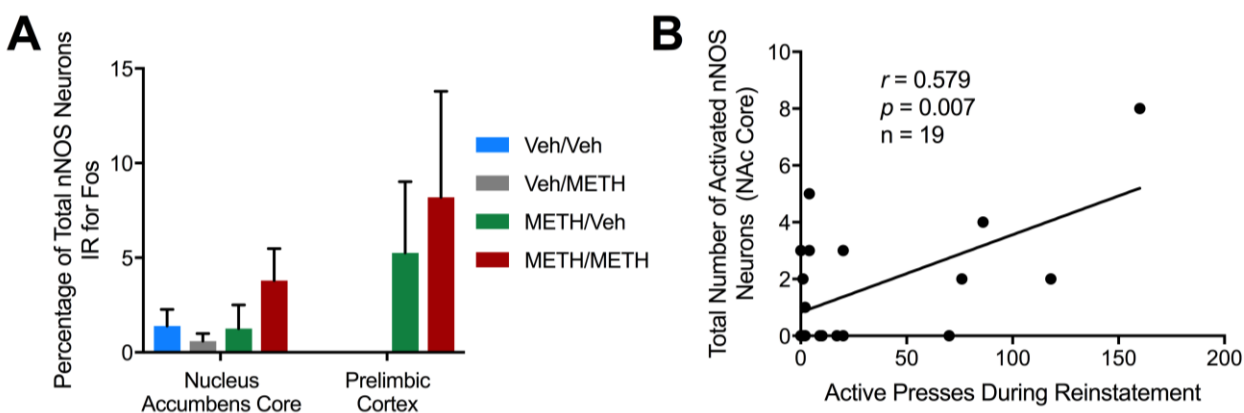 A
Percentage of Total nNOS Neurons
IR for Fos
15
10
5
0
Nucleus
Accumbens Core
Prelimbic
Cortex
Veh/Veh
Veh/METH
METH/Veh
METH/METH
B
Total Number of Activated nNOS
Neurons (NAc Core)
10
8
6
4
2
0
r = 0.579
p = 0.007
n = 19
0
50
100
150
200
Active Presses During Reinstatement